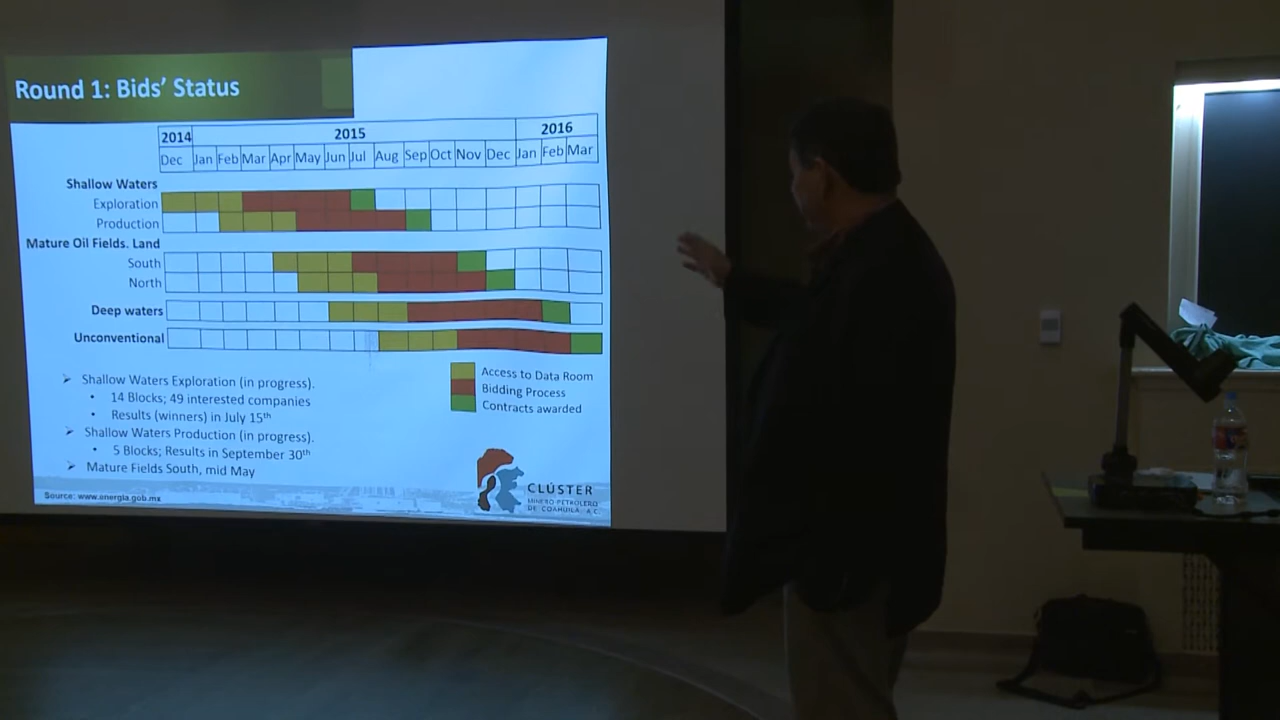 Round 1: Bids' Status
2014 2015 2016
Dec Jan Feb Mar Apr May Jun Jul Aug Sep Oct Nov Dec Jan Feb Mar
Shallow Waters
Exploration
Production
Mature Oil Fields. Land
South
North
Deep waters
Unconventional
Access to Data Room
Bidding Process
Contracts awarded
➢ Shallow Waters Exploration (in progress).
• 14 Blocks; 49 interested companies
• Results (winners) in July 15th
➢ Shallow Waters Production (in progress).
• 5 Blocks; Results in September 30th
➢ Mature Fields South, mid May
CLÚSTER
MINERO-PETROLERO
DE COAHUILA, A.C.
Source: www.energia.gob.mx